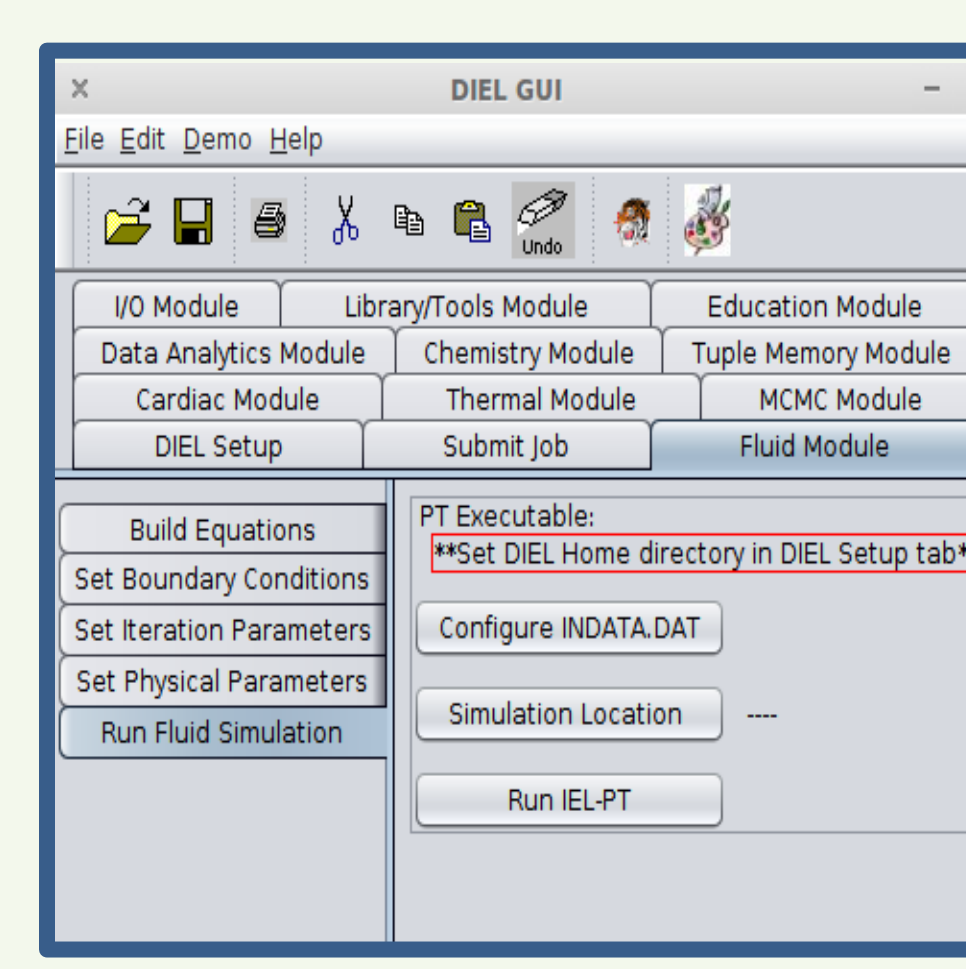 DIEL GUI
File Edit Demo Help
Undo
I/O Module Library/Tools Module Education Module
Data Analytics Module Chemistry Module Tuple Memory Module
Cardiac Module Thermal Module MCMC Module
DIEL Setup Submit Job Fluid Module
Build Equations
Set Boundary Conditions
Set Iteration Parameters
Set Physical Parameters
Run Fluid Simulation
PT Executable:
**Set DIEL Home directory in DIEL Setup tab*
Configure INDATA.DAT
Simulation Location ----
Run IEL-PT